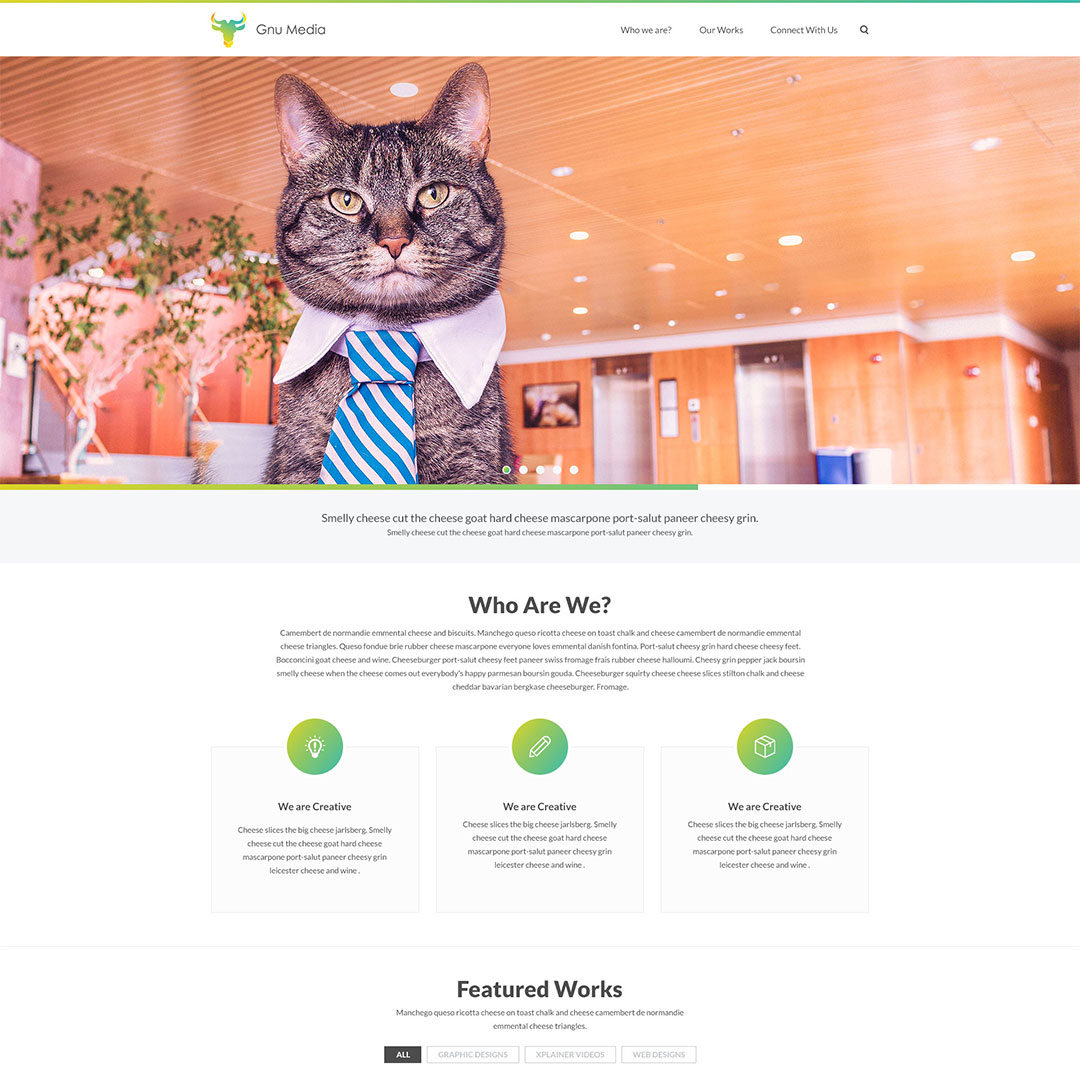 Gnu Media
Who we are?
Our Works
Connect With Us
Smelly cheese cut the cheese goat hard cheese mascarpone port-salut paneer cheesy grin.
Smelly cheese cut the cheese goat hard cheese mascarpone port-salut paneer cheesy grin.
Who Are We?
Camembert de normandie emmental cheese and biscuits. Manchego queso ricotta cheese on toast chalk and cheese camembert de normandie emmental
cheese triangles. Queso fondue brie rubber cheese mascarpone everyone loves emmental danish fontina. Port-salut cheesy grin hard cheese cheesy feet.
Bocconcini goat cheese and wine. Cheeseburger port-salut cheesy feet paneer swiss fromage frais rubber cheese halloumi. Cheesy grin pepper jack boursin
smelly cheese when the cheese comes out everybody's happy parmesan boursin gouda. Cheeseburger squirty cheese cheese slices stilton chalk and cheese
cheddar bavarian bergkase cheeseburger. Fromage.
We are Creative
Cheese slices the big cheese jarlsberg. Smelly
cheese cut the cheese goat hard cheese
mascarpone port-salut paneer cheesy grin
leicester cheese and wine .
We are Creative
Cheese slices the big cheese jarlsberg. Smelly
cheese cut the cheese goat hard cheese
mascarpone port-salut paneer cheesy grin
leicester cheese and wine .
We are Creative
Cheese slices the big cheese jarlsberg. Smelly
cheese cut the cheese goat hard cheese
mascarpone port-salut paneer cheesy grin
leicester cheese and wine .
Featured Works
Manchego queso ricotta cheese on toast chalk and cheese camembert de normandie
emmental cheese triangles.
ALL
GRAPHIC DESIGNS
XPLAINER VIDEOS
WEB DESIGNS